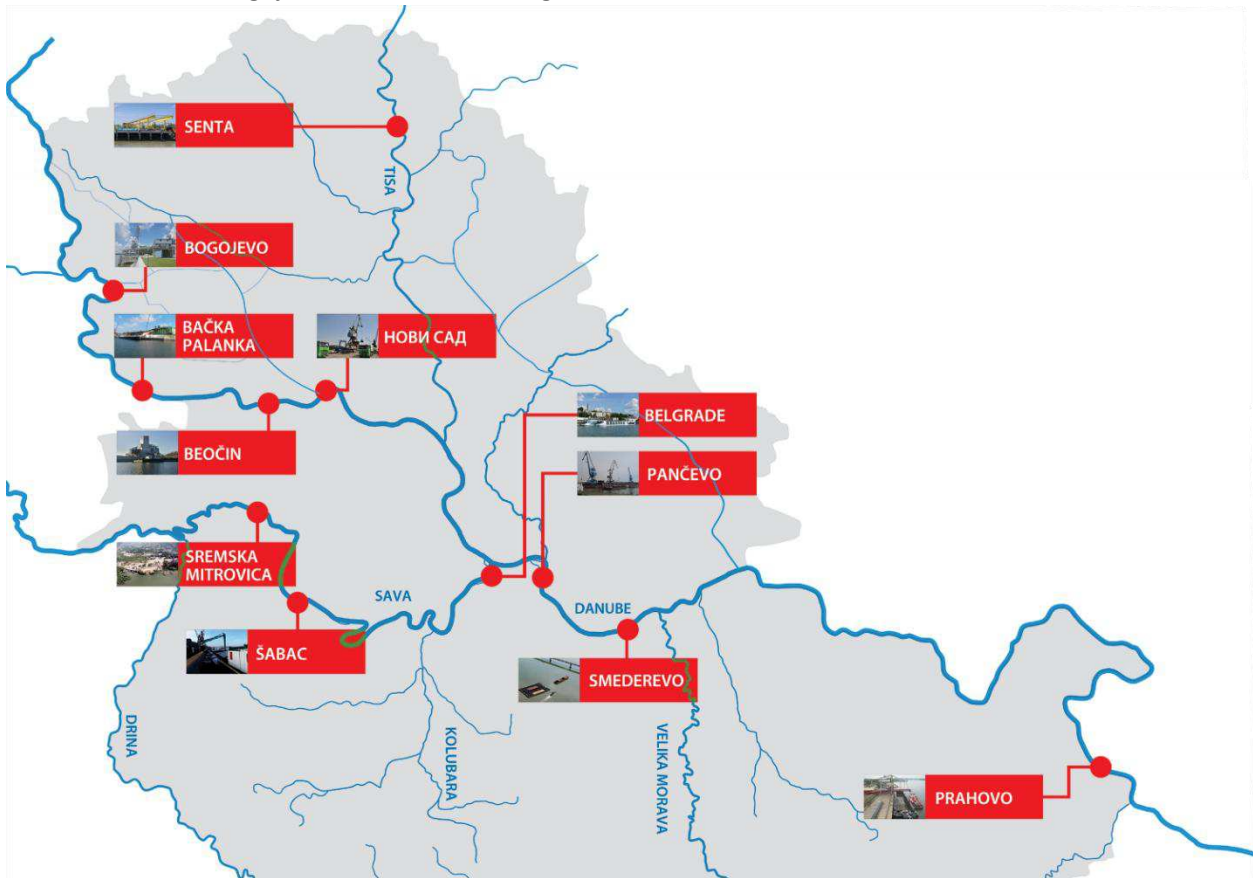 SENTA
TISA
BOGOJEVO
BAČKA
PALANKA
НОВИ САД
BELGRADE
BEOČIN
PANČEVO
SREMSKA
MITROVICA
SAVA
DANUBE
ŠABAC
SMEDEREVO
DRINA
KOLUBARA
VELIKA MORAVA
PRAHOVO